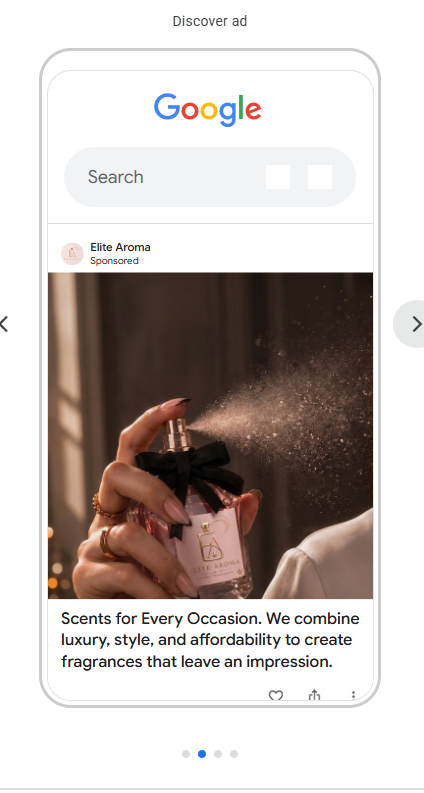 Discover ad
Google
Search
Elite Aroma
Sponsored
ELITE AROMA
Scents for Every Occasion. We combine
luxury, style, and affordability to create
fragrances that leave an impression.